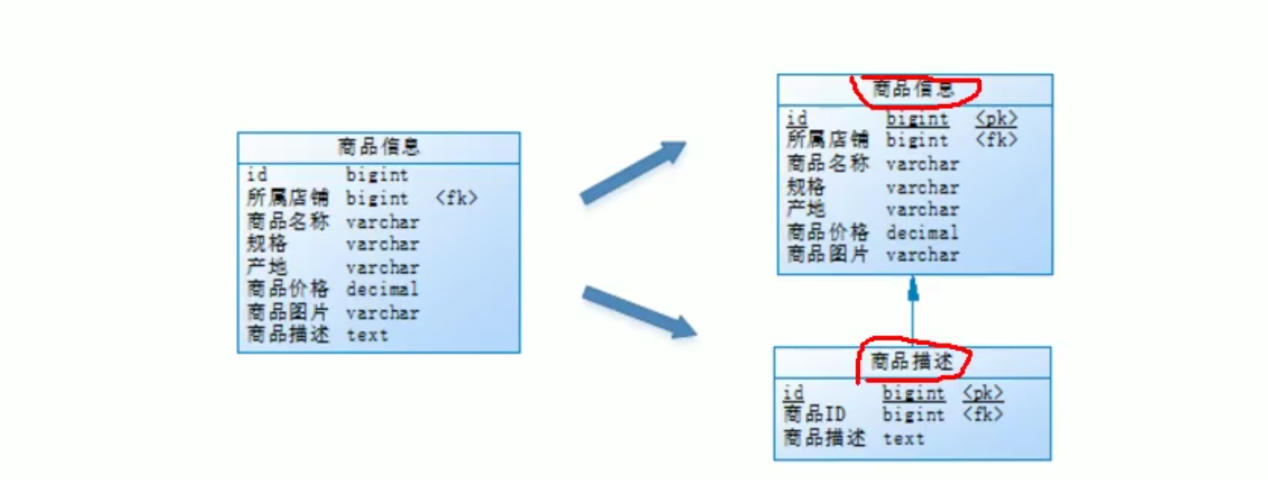 商品信息
id bigint
所属店铺 bigint <fk>
商品名称 varchar
规格 varchar
产地 varchar
商品价格 decimal
商品图片 varchar
商品描述 text
商品信息
id bigint <pk>
所属店铺 bigint <fk>
商品名称 varchar
规格 varchar
产地 varchar
商品价格 decimal
商品图片 varchar
商品描述
id bigint <pk>
商品ID bigint <fk>
商品描述 text